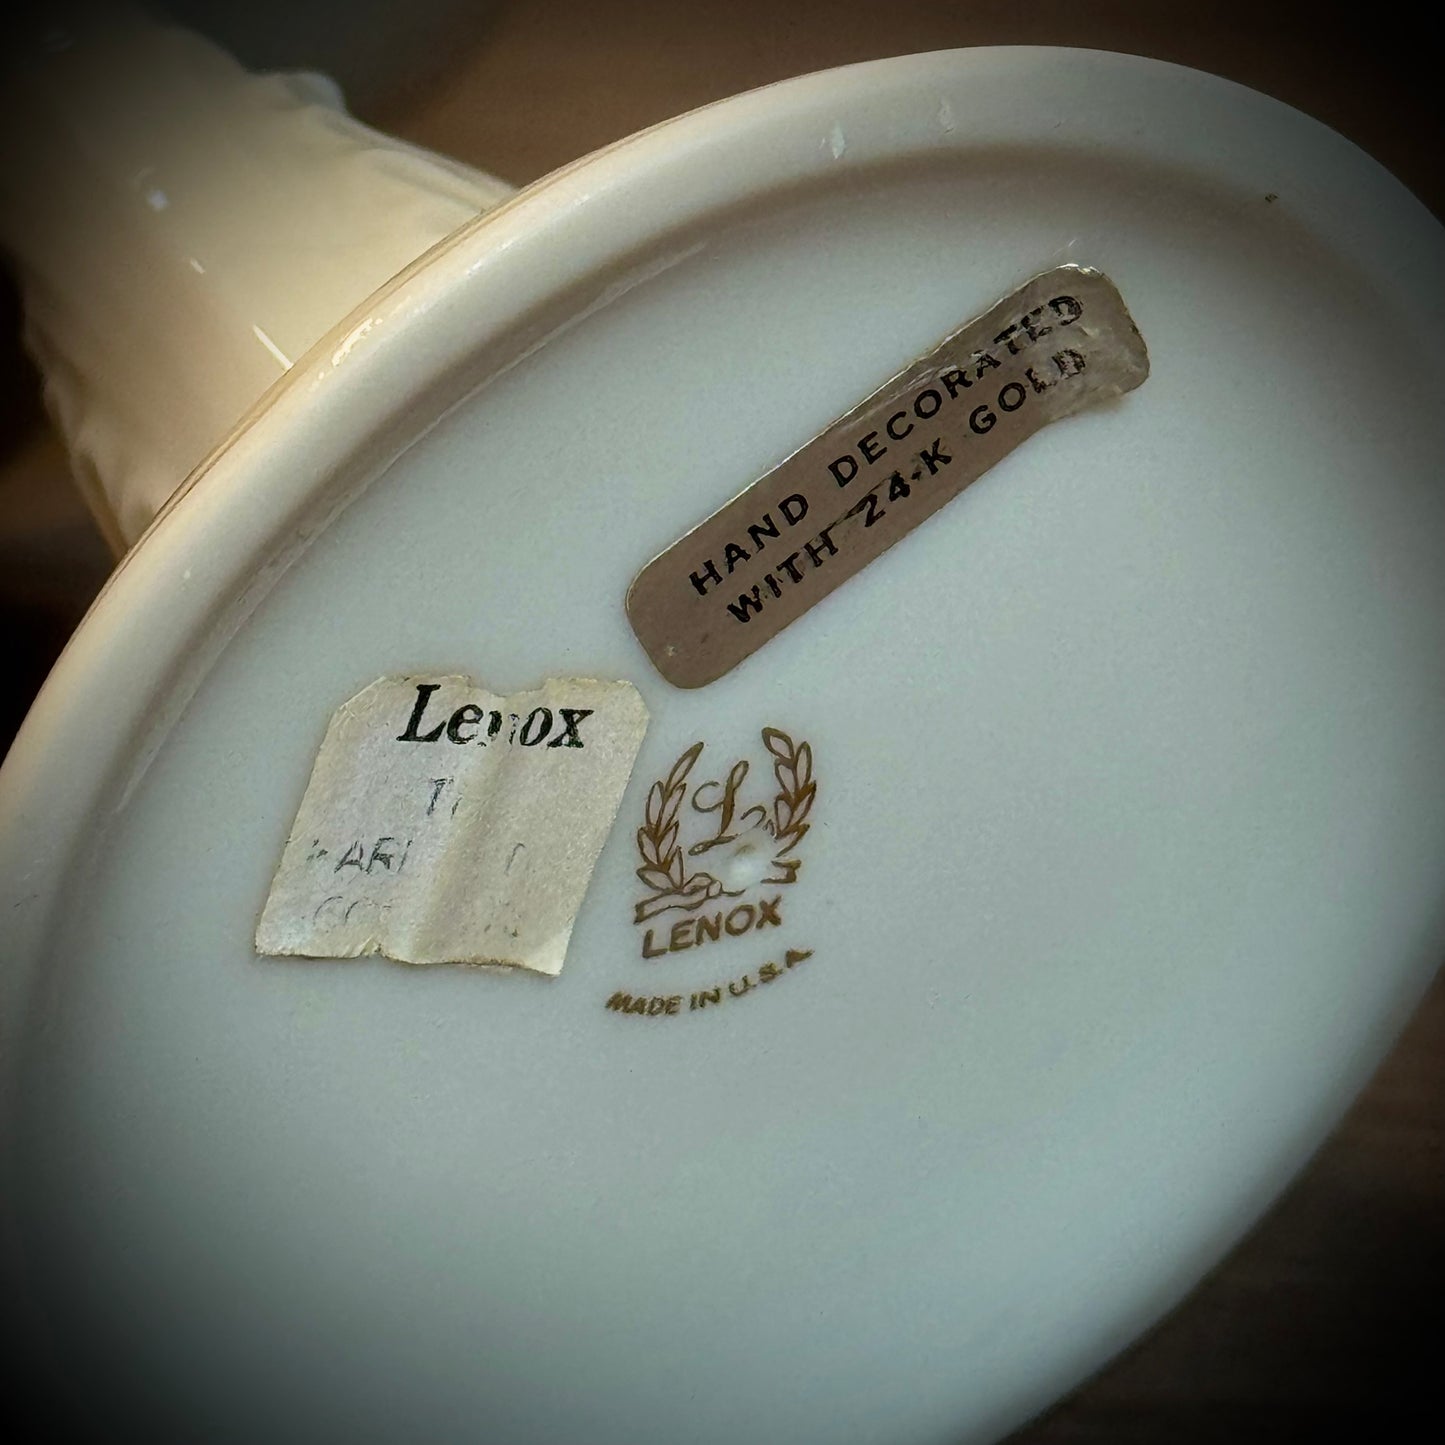 HAND DECORATED
WITH 24-K GOLD
Lenox
L
LENOX
MADE IN U.S.A.